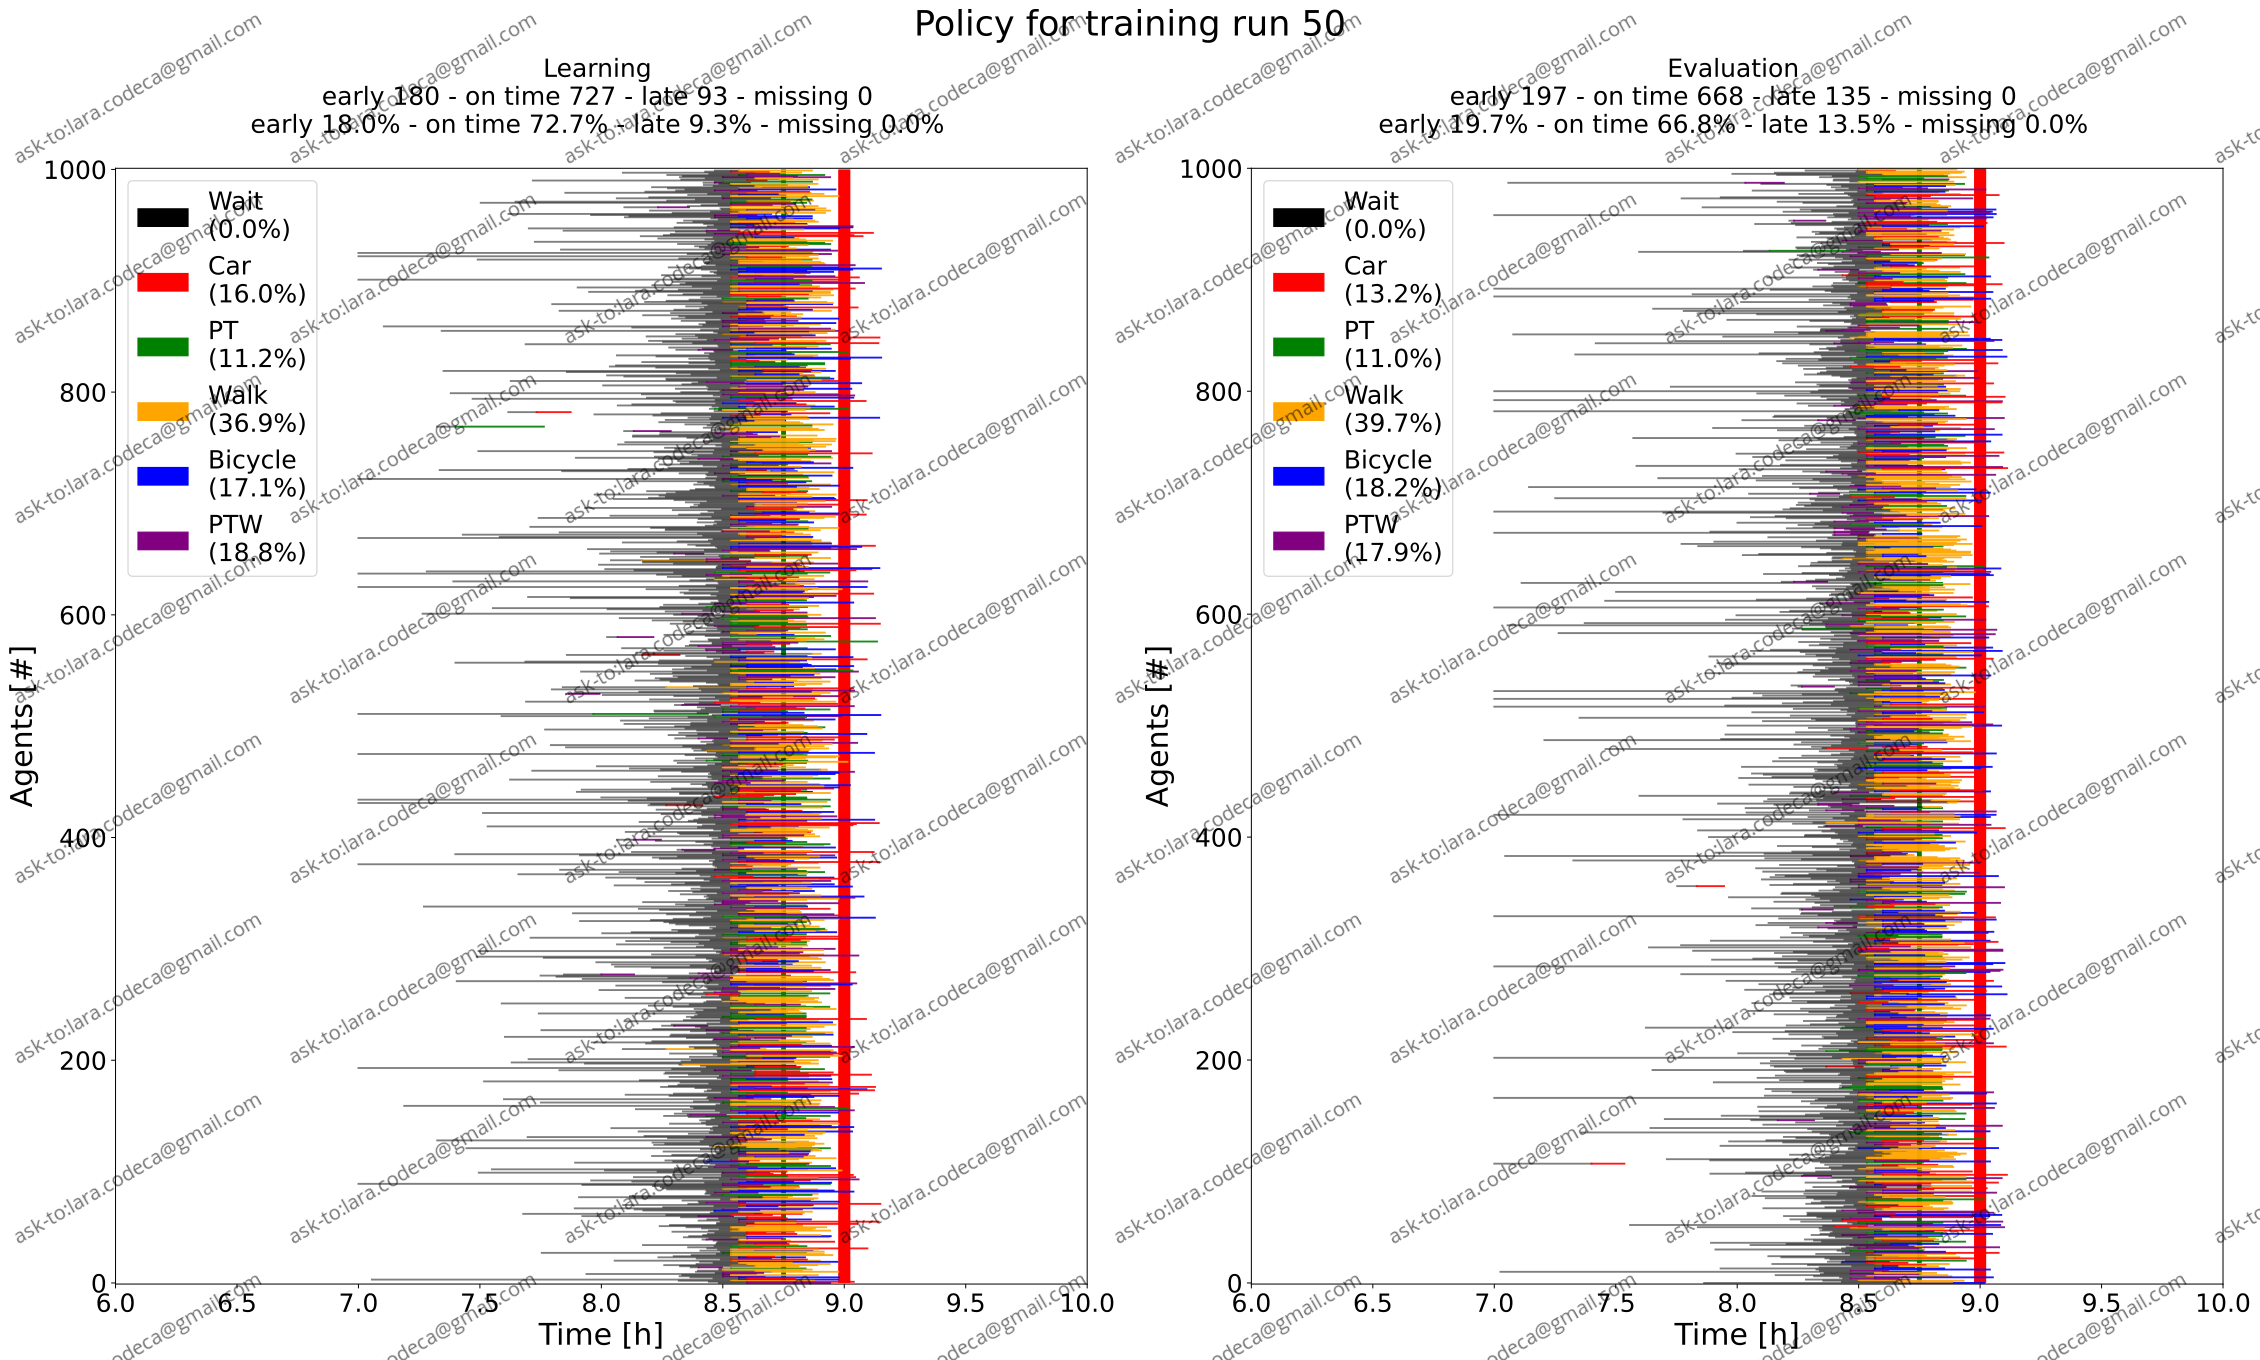 Policy for training run 50
Learning
early 180 - on time 727 - late 93 - missing 0
early 18.0% - on time 72.7% - late 9.3% - missing 0.0%
1000
800
600
400
200
0
Agents [#]
Wait
(0.0%)
Car
(16.0%)
PT
(11.2%)
Walk
(36.9%)
Bicycle
(17.1%)
PTW
(18.8%)
6.0 6.5 7.0 7.5 8.0 8.5 9.0 9.5 10.0
Time [h]
Evaluation
early 197 - on time 668 - late 135 - missing 0
early 19.7% - on time 66.8% - late 13.5% - missing 0.0%
1000
800
600
400
200
0
Agents [#]
Wait
(0.0%)
Car
(13.2%)
PT
(11.0%)
Walk
(39.7%)
Bicycle
(18.2%)
PTW
(17.9%)
6.0 6.5 7.0 7.5 8.0 8.5 9.0 9.5 10.0
Time [h]
ask-to:lara.codeca@gmail.com